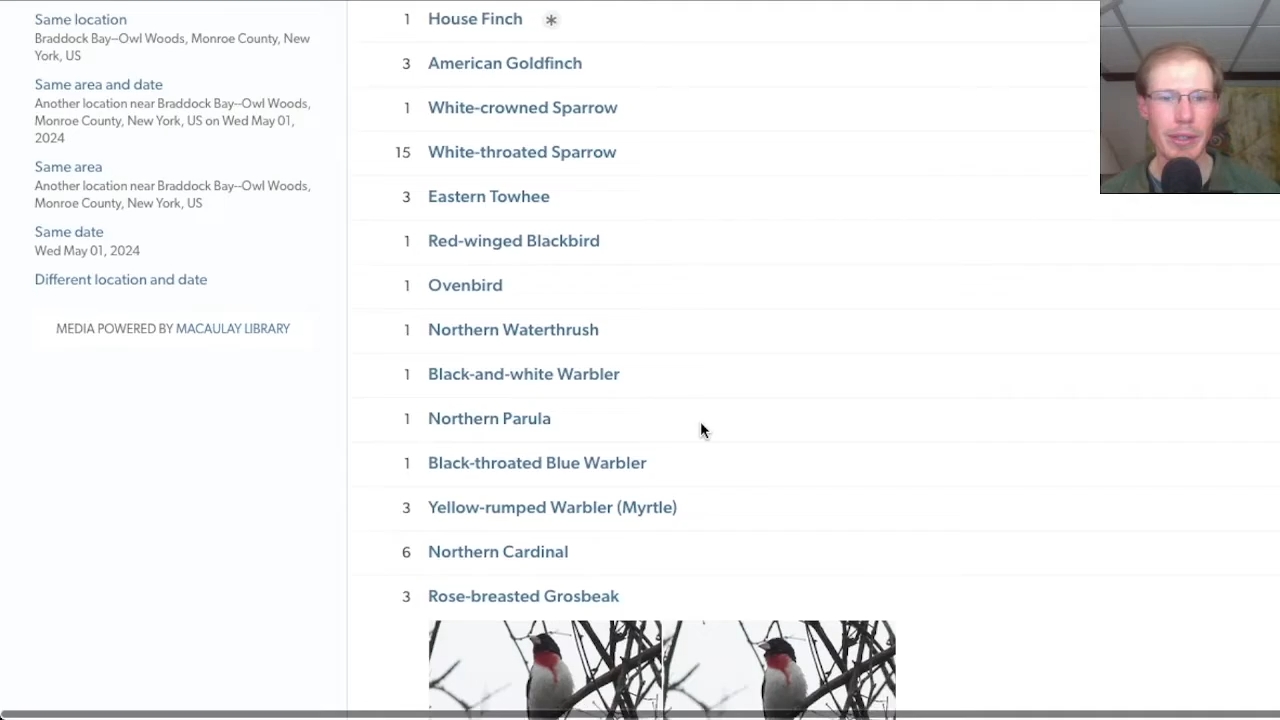 Same location
Braddock Bay--Owl Woods, Monroe County, New
York, US
Same area and date
Another location near Braddock Bay--Owl Woods,
Monroe County, New York, US on Wed May 01,
2024
Same area
Another location near Braddock Bay--Owl Woods,
Monroe County, New York, US
Same date
Wed May 01, 2024
Different location and date
MEDIA POWERED BY MACAULAY LIBRARY
1 House Finch *
3 American Goldfinch
1 White-crowned Sparrow
15 White-throated Sparrow
3 Eastern Towhee
1 Red-winged Blackbird
1 Ovenbird
1 Northern Waterthrush
1 Black-and-white Warbler
1 Northern Parula
1 Black-throated Blue Warbler
3 Yellow-rumped Warbler (Myrtle)
6 Northern Cardinal
3 Rose-breasted Grosbeak